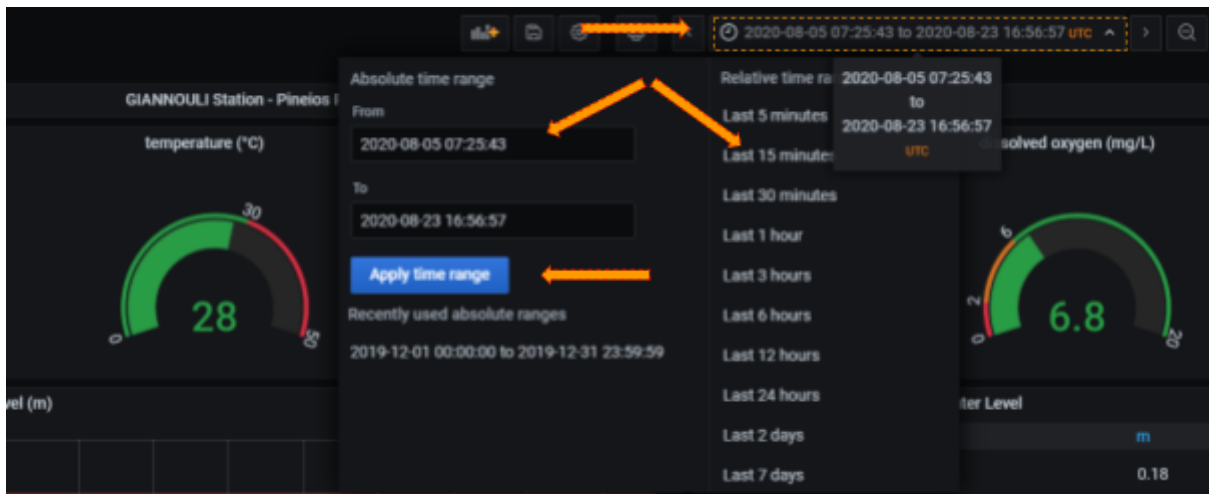 2020-08-05 07:25:43 to 2020-08-23 16:56:57 UTC
GIANNOULI Station - Pineios
temperature (°C)
30
0
50
28
Absolute time range
From
2020-08-05 07:25:43
To
2020-08-23 16:56:57
Apply time range
Recently used absolute ranges
2019-12-01 00:00:00 to 2019-12-31 23:59:59
Relative time ra
Last 5 minutes
Last 15 minutes
Last 30 minutes
Last 1 hour
Last 3 hours
Last 6 hours
Last 12 hours
Last 24 hours
Last 2 days
Last 7 days
2020-08-05 07:25:43
to
2020-08-23 16:56:57
UTC
solved oxygen (mg/L)
6
2
0
20
6.8
vel (m)
ter Level
m
0.18